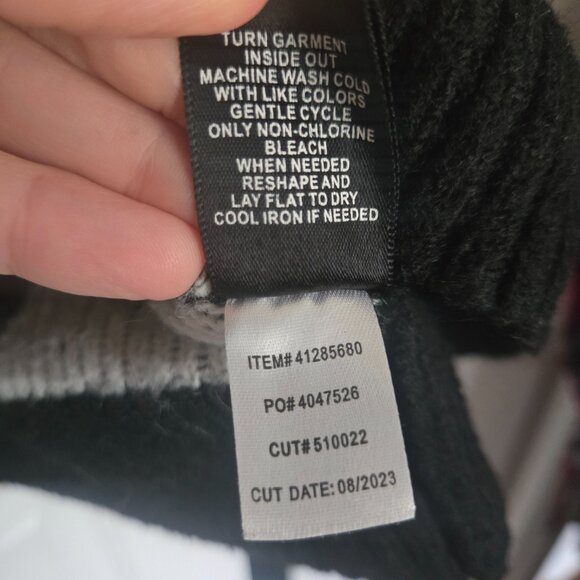 TURN GARMENT
INSIDE OUT
MACHINE WASH COLD
WITH LIKE COLORS
GENTLE CYCLE
ONLY NON-CHLORINE
BLEACH
WHEN NEEDED
RESHAPE AND
LAY FLAT TO DRY
COOL IRON IF NEEDED
ITEM# 41285680
PO# 4047526
CUT# 510022
CUT DATE: 08/2023